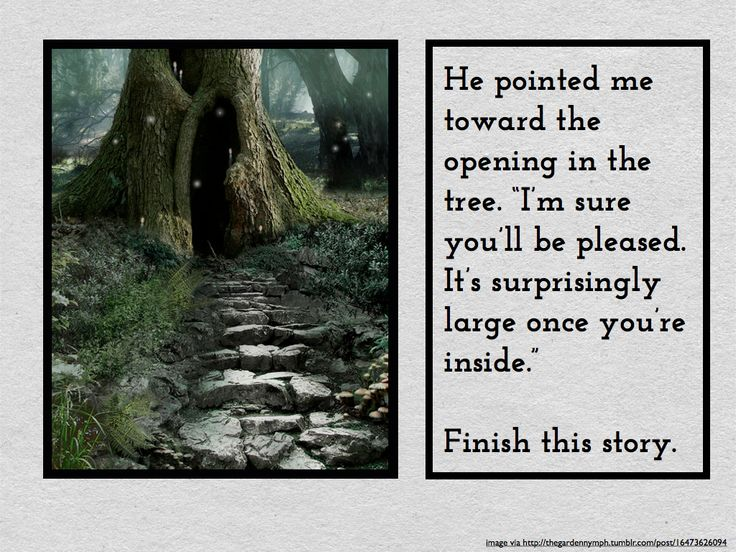 He pointed me
toward the
opening in the
tree. “I’m sure
you’ll be pleased.
It’s surprisingly
large once you’re
inside.”
Finish this story.
image via http://thegardennymph.tumblr.com/post/16473626094